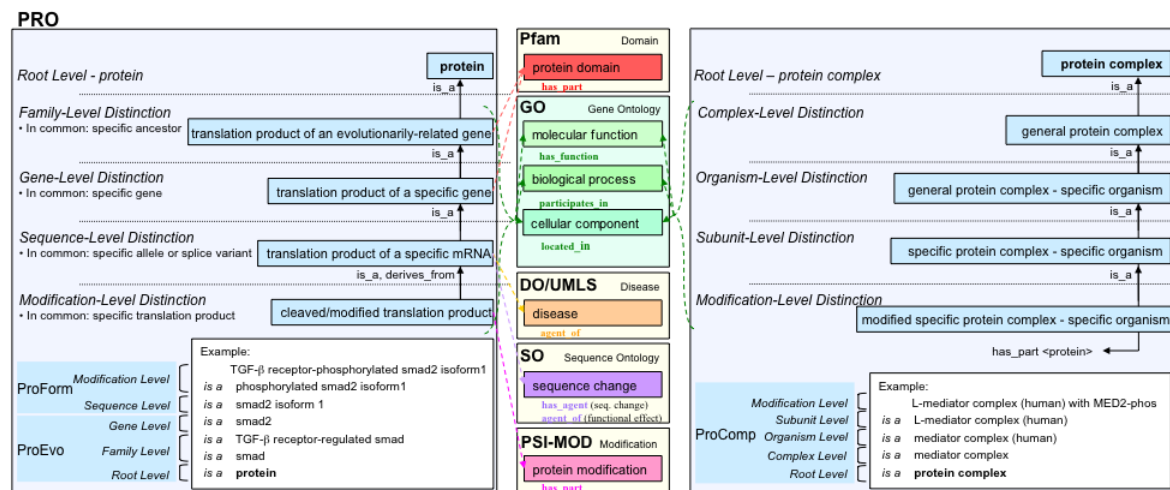 PRO
Root Level - protein
protein
is_a
Family-Level Distinction
• In common: specific ancestor
translation product of an evolutionarily-related gene
is_a
Gene-Level Distinction
• In common: specific gene
translation product of a specific gene
is_a
Sequence-Level Distinction
• In common: specific allele or splice variant
translation product of a specific mRNA
is_a, derives_from
Modification-Level Distinction
• In common: specific translation product
cleaved/modified translation product
ProForm
Modification Level
Sequence Level
ProEvo
Gene Level
Family Level
Root Level
Example:
TGF-β receptor-phosphorylated smad2 isoform1
is a phosphorylated smad2 isoform1
is a smad2 isoform 1
is a smad2
is a TGF-β receptor-regulated smad
is a smad
is a protein
Pfam Domain
protein domain
has_part
GO Gene Ontology
molecular function
has_function
biological process
participates_in
cellular component
located_in
DO/UMLS Disease
disease
agent_of
SO Sequence Ontology
sequence change
has_agent (seq. change)
agent_of (functional effect)
PSI-MOD Modification
protein modification
has_part
Root Level – protein complex
protein complex
is_a
Complex-Level Distinction
general protein complex
is_a
Organism-Level Distinction
general protein complex - specific organism
is_a
Subunit-Level Distinction
specific protein complex - specific organism
is_a
Modification-Level Distinction
modified specific protein complex - specific organism
has_part <protein>
ProComp
Modification Level
Subunit Level
Organism Level
Complex Level
Root Level
Example:
L-mediator complex (human) with MED2-phos
is a L-mediator complex (human)
is a mediator complex (human)
is a mediator complex
is a protein complex